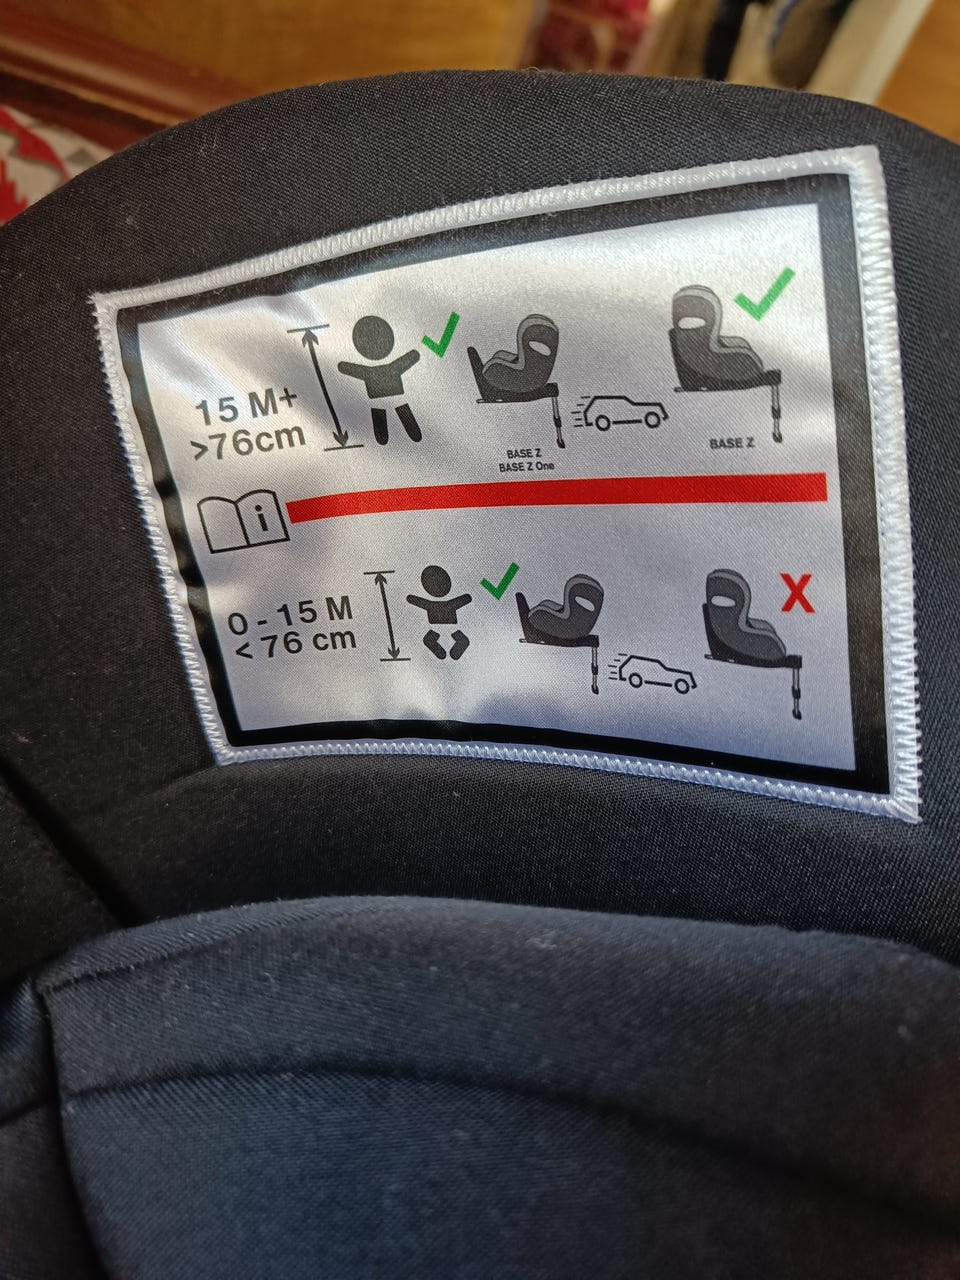 15 M+
>76cm
BASE Z
BASE Z One
BASE Z
i
0 - 15 M
< 76 cm
X